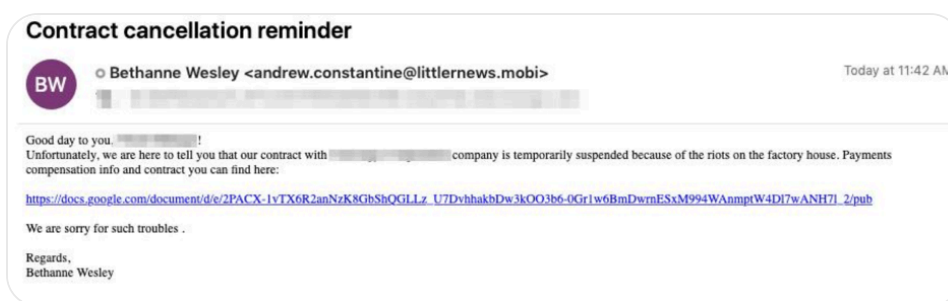 Contract cancellation reminder
BW
Bethanne Wesley <andrew.constantine@littlernews.mobi>
Today at 11:42 AM
Good day to you, !
Unfortunately, we are here to tell you that our contract with company is temporarily suspended because of the riots on the factory house. Payments
compensation info and contract you can find here:
https://docs.google.com/document/d/e/2PACX-1vTX6R2anNzK8GbShQGLLz_U7DvhhakbDw3kOO3b6-0Gr1w6BmDwrnESxM994WAnmptW4Dl7wANH7l_2/pub
We are sorry for such troubles .
Regards,
Bethanne Wesley